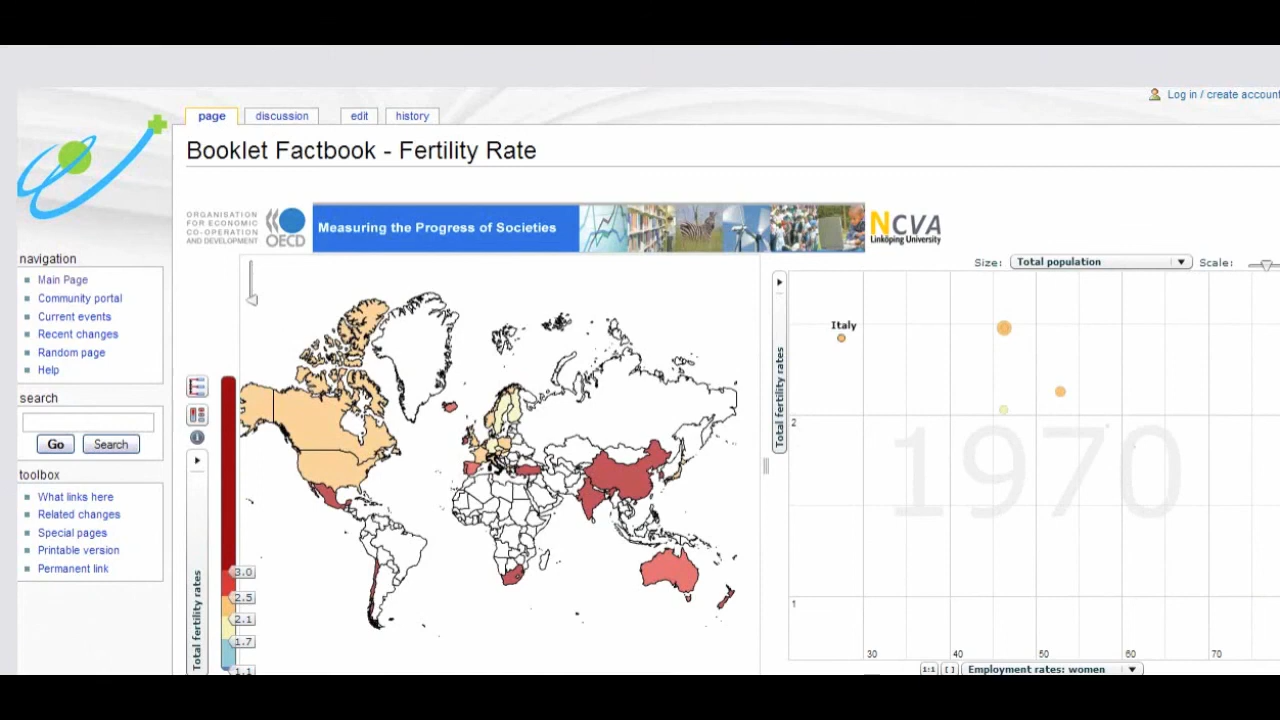 Log in / create account
page discussion edit history
Booklet Factbook - Fertility Rate
ORGANISATION
FOR ECONOMIC
CO-OPERATION
AND DEVELOPMENT
OECD
Measuring the Progress of Societies
NCVA
Linköping University
navigation
Main Page
Community portal
Current events
Recent changes
Random page
Help
search
Go Search
toolbox
What links here
Related changes
Special pages
Printable version
Permanent link
Total fertility rates
3.0
2.5
2.1
1.7
1.1
Size: Total population Scale:
Total fertility rates
Italy
1970
2
1
30 40 50 60 70
1:1 [ ] Employment rates: women